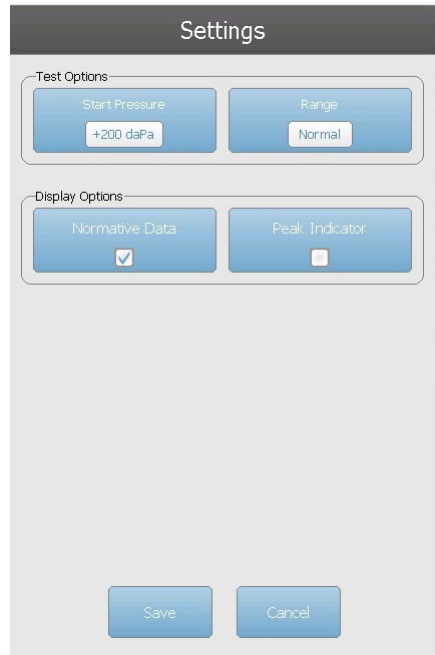 Settings
Test Options
Start Pressure
Range
+200 daPa
Normal
Display Options
Normative Data
Peak Indicator
Save
Cancel